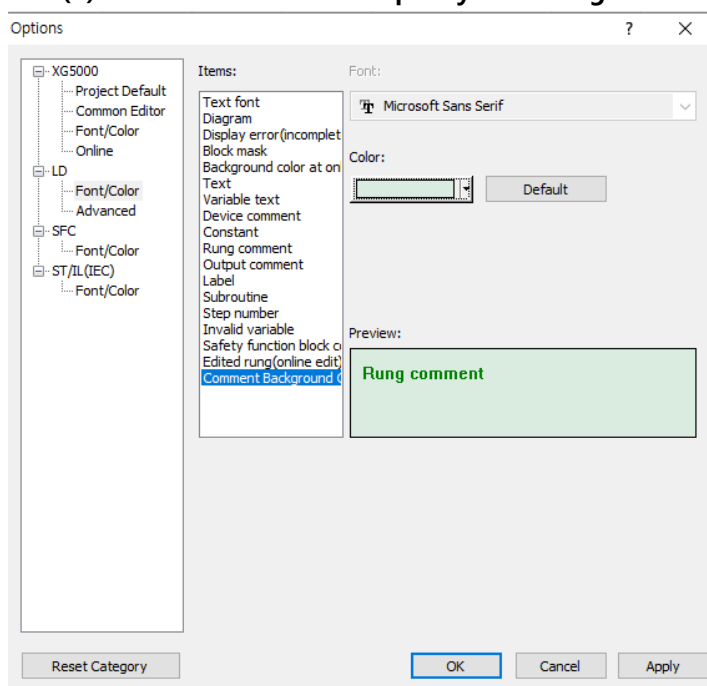 Options
? ×
XG5000
Project Default
Common Editor
Font/Color
Online
LD
Font/Color
Advanced
SFC
Font/Color
ST/IL(IEC)
Font/Color
Items:
Text font
Diagram
Display error(incomplet
Block mask
Background color at on
Text
Variable text
Device comment
Constant
Rung comment
Output comment
Label
Subroutine
Step number
Invalid variable
Safety function block c
Edited rung(online edit)
Comment Background
Font:
Microsoft Sans Serif
Color:
Default
Preview:
Rung comment
Reset Category
OK
Cancel
Apply